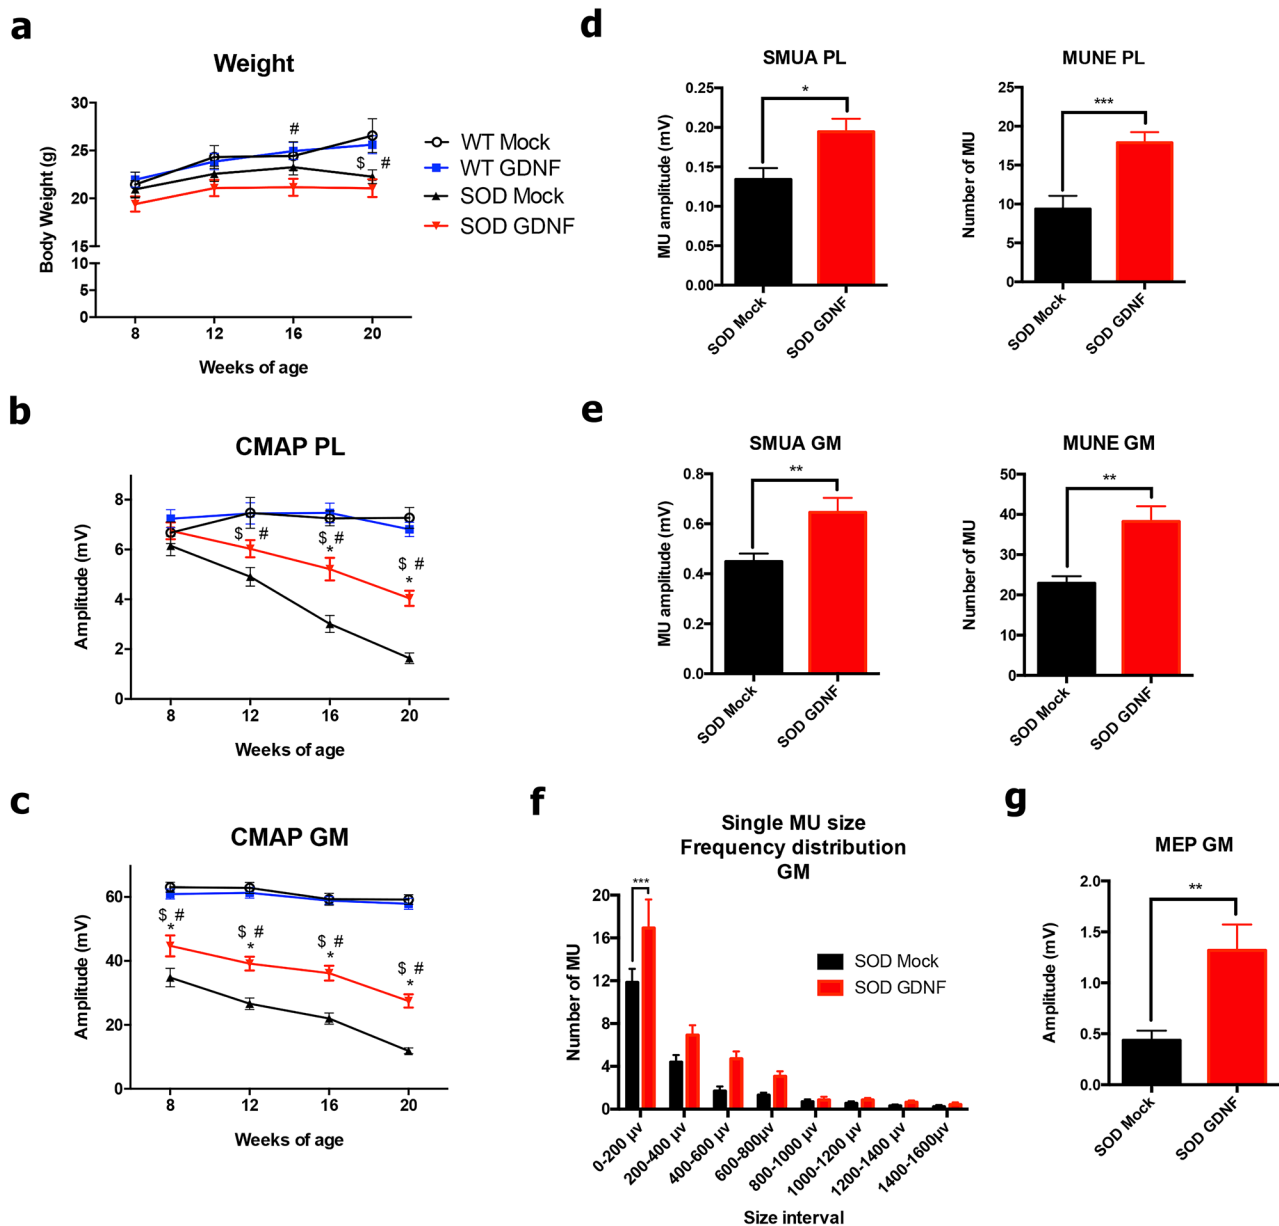 a
Weight
30
25
20
15
10
5
0
Body Weight (g)
#
$ #
8 12 16 20
Weeks of age
WT Mock
WT GDNF
SOD Mock
SOD GDNF
b
CMAP PL
8
6
4
2
0
Amplitude (mV)
$ #
$ #
*
$ #
*
8 12 16 20
Weeks of age
c
CMAP GM
60
40
20
0
Amplitude (mV)
$ #
*
$ #
*
$ #
*
$ #
*
8 12 16 20
Weeks of age
d
SMUA PL
0.25
0.20
0.15
0.10
0.05
0.00
MU amplitude (mV)
*
SOD Mock
SOD GDNF
MUNE PL
25
20
15
10
5
0
Number of MU
***
SOD Mock
SOD GDNF
e
SMUA GM
0.8
0.6
0.4
0.2
0.0
MU amplitude (mV)
**
SOD Mock
SOD GDNF
MUNE GM
50
40
30
20
10
0
Number of MU
**
SOD Mock
SOD GDNF
f
Single MU size
Frequency distribution
GM
20
16
12
8
4
0
Number of MU
***
SOD Mock
SOD GDNF
0-200 µv
200-400 µv
400-600 µv
600-800µv
800-1000 µv
1000-1200 µv
1200-1400 µv
1400-1600µv
Size interval
g
MEP GM
2.0
1.5
1.0
0.5
0.0
Amplitude (mV)
**
SOD Mock
SOD GDNF